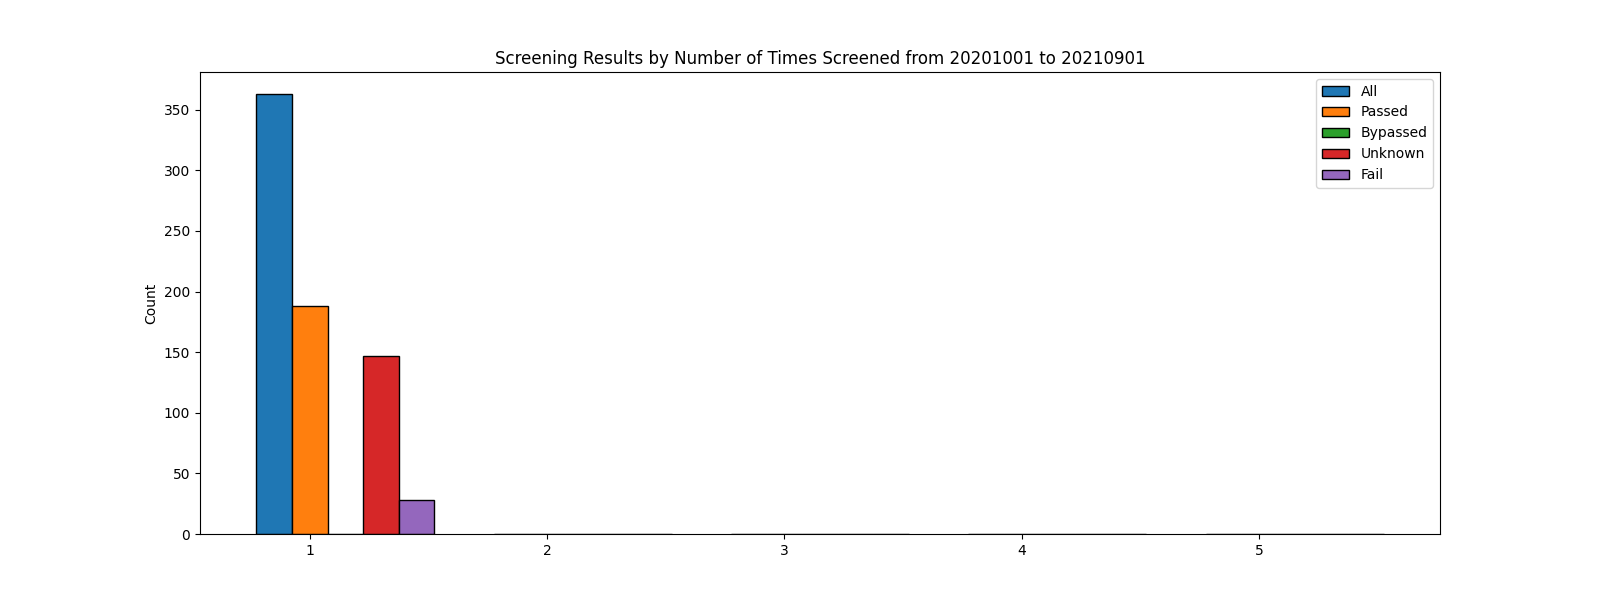 Screening Results by Number of Times Screened from 20201001 to 20210901
All
Passed
Bypassed
Unknown
Fail
Count
350
300
250
200
150
100
50
0
1 2 3 4 5